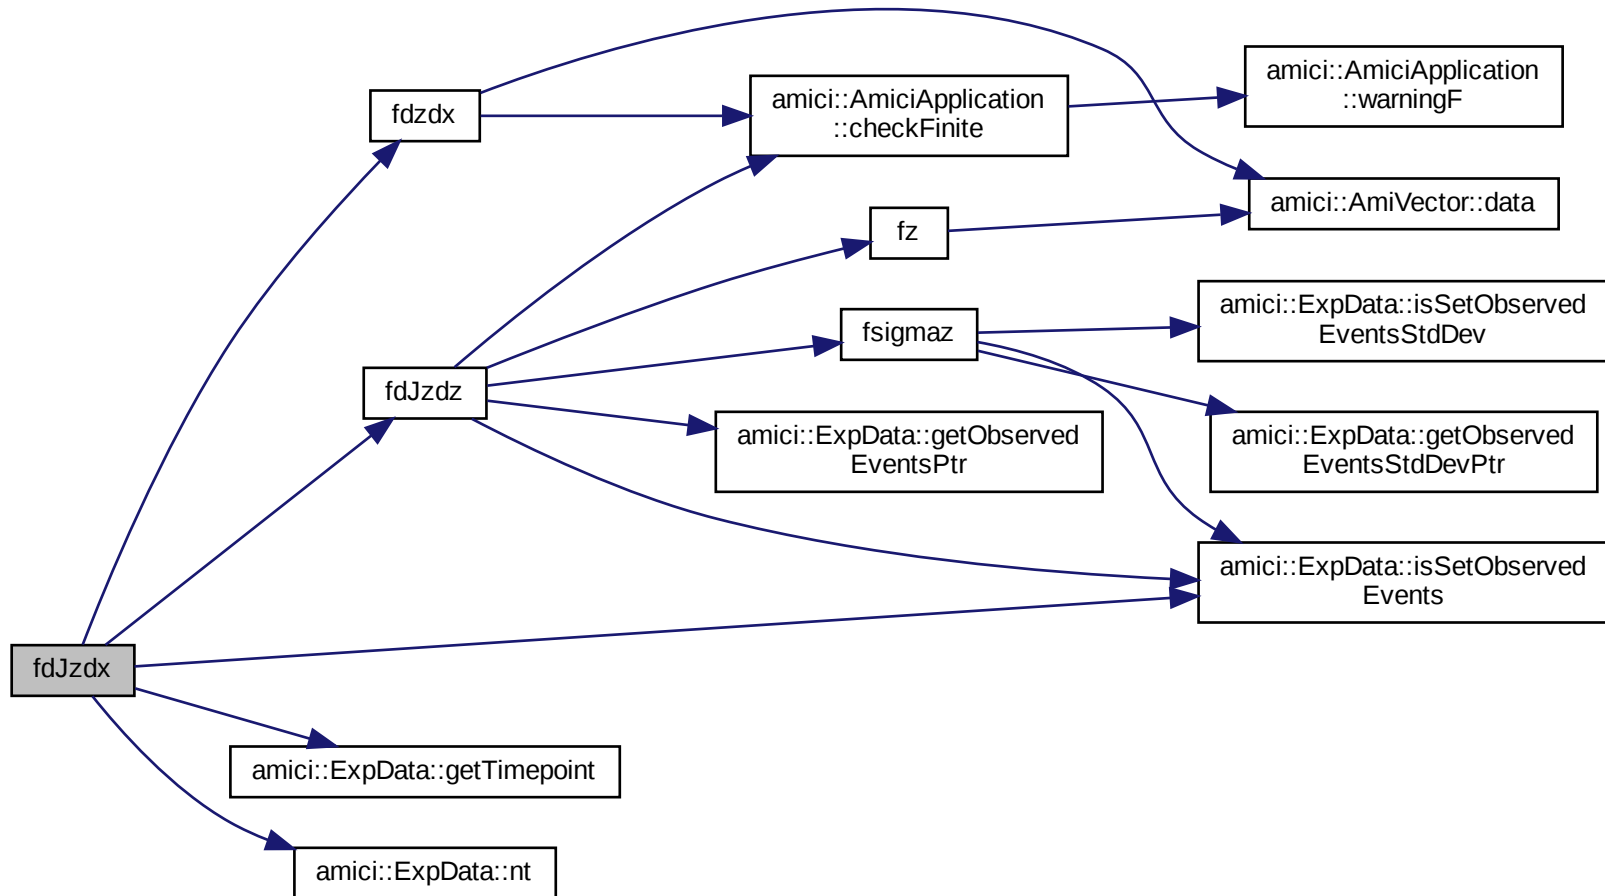 fdzdx
amici::AmiciApplication
::checkFinite
amici::AmiciApplication
::warningF
amici::AmiVector::data
fz
fsigmaz
amici::ExpData::isSetObserved
EventsStdDev
fdJzdz
amici::ExpData::getObserved
EventsPtr
amici::ExpData::getObserved
EventsStdDevPtr
amici::ExpData::isSetObserved
Events
fdJzdx
amici::ExpData::getTimepoint
amici::ExpData::nt